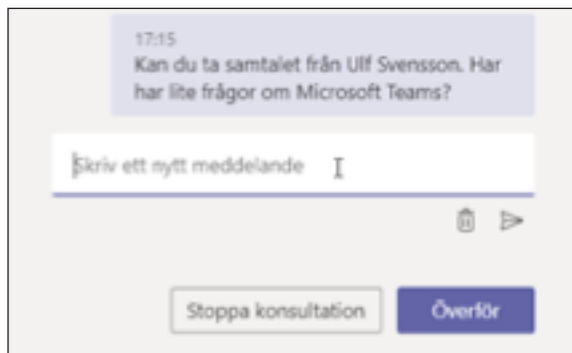 17:15
Kan du ta samtalet från Ulf Svensson. Har
har lite frågor om Microsoft Teams?
Skriv ett nytt meddelande
Stoppa konsultation
Överför